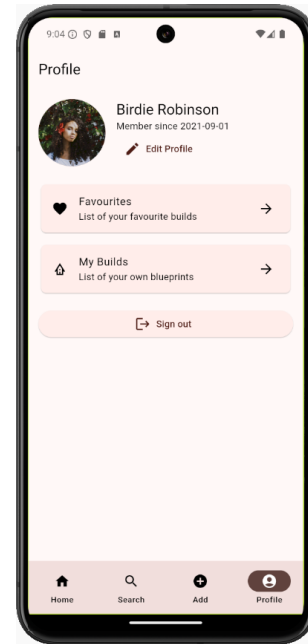 9:04
Profile
Birdie Robinson
Member since 2021-09-01
Edit Profile
Favourites
List of your favourite builds
My Builds
List of your own blueprints
Sign out
Home
Search
Add
Profile